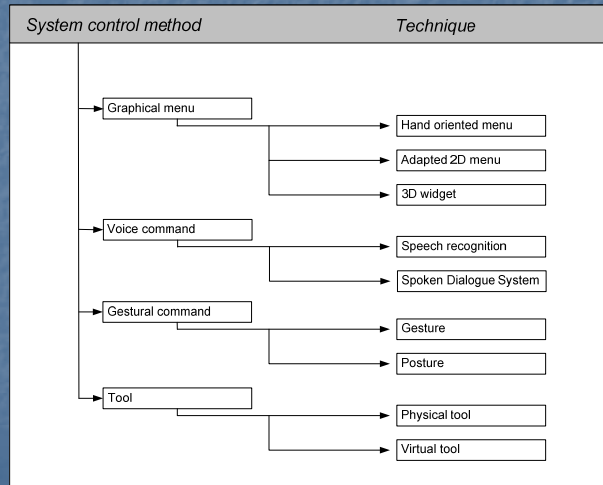 System control method Technique
Graphical menu
Hand oriented menu
Adapted 2D menu
3D widget
Voice command
Speech recognition
Spoken Dialogue System
Gestural command
Gesture
Posture
Tool
Physical tool
Virtual tool